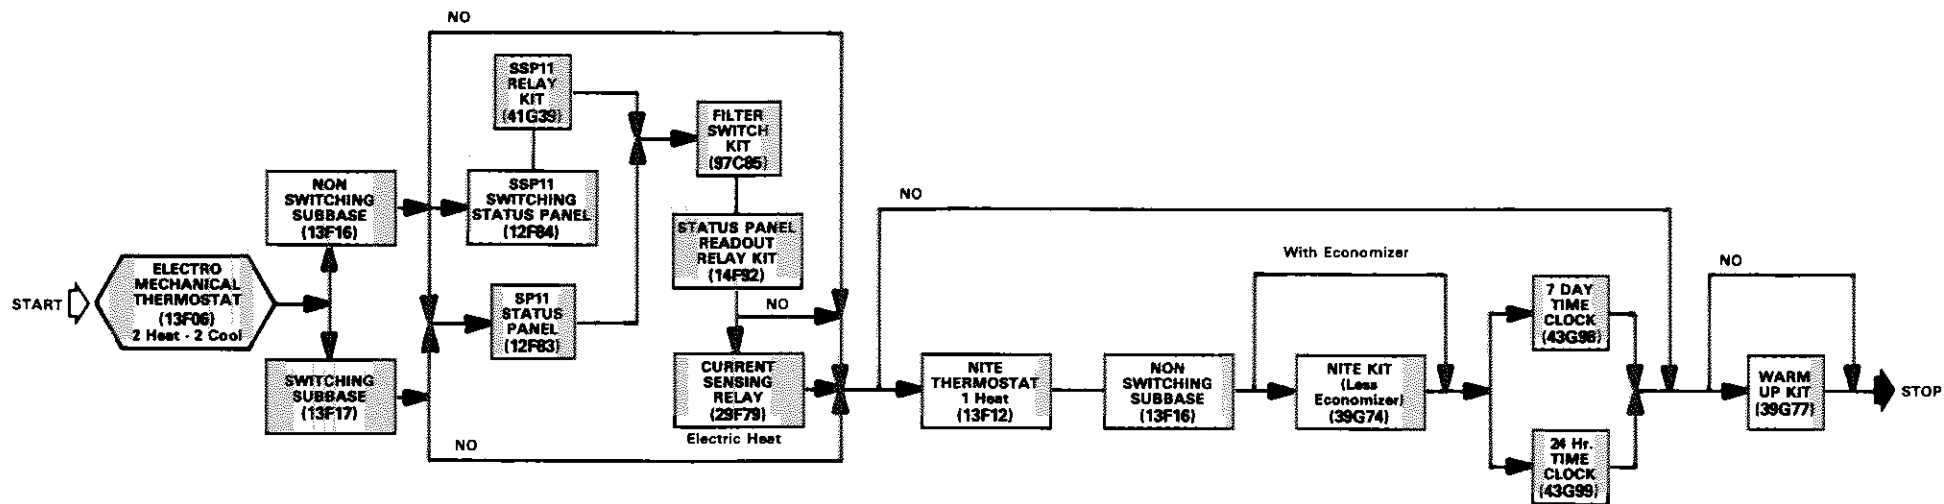 START
ELECTRO
MECHANICAL
THERMOSTAT
(13F06)
2 Heat - 2 Cool
NON
SWITCHING
SUBBASE
(13F16)
SWITCHING
SUBBASE
(13F17)
NO
SSP11
RELAY
KIT
(41G39)
SSP11
SWITCHING
STATUS PANEL
(12F84)
SP11
STATUS
PANEL
(12F83)
NO
FILTER
SWITCH
KIT
(97C85)
STATUS PANEL
READOUT
RELAY KIT
(14F92)
NO
CURRENT
SENSING
RELAY
(29F79)
Electric Heat
NO
NITE
THERMOSTAT
1 Heat
(13F12)
NON
SWITCHING
SUBBASE
(13F16)
With Economizer
NITE KIT
(Less
Economizer)
(39G74)
7 DAY
TIME
CLOCK
(43G98)
24 Hr.
TIME
CLOCK
(43G99)
NO
WARM
UP KIT
(39G77)
STOP